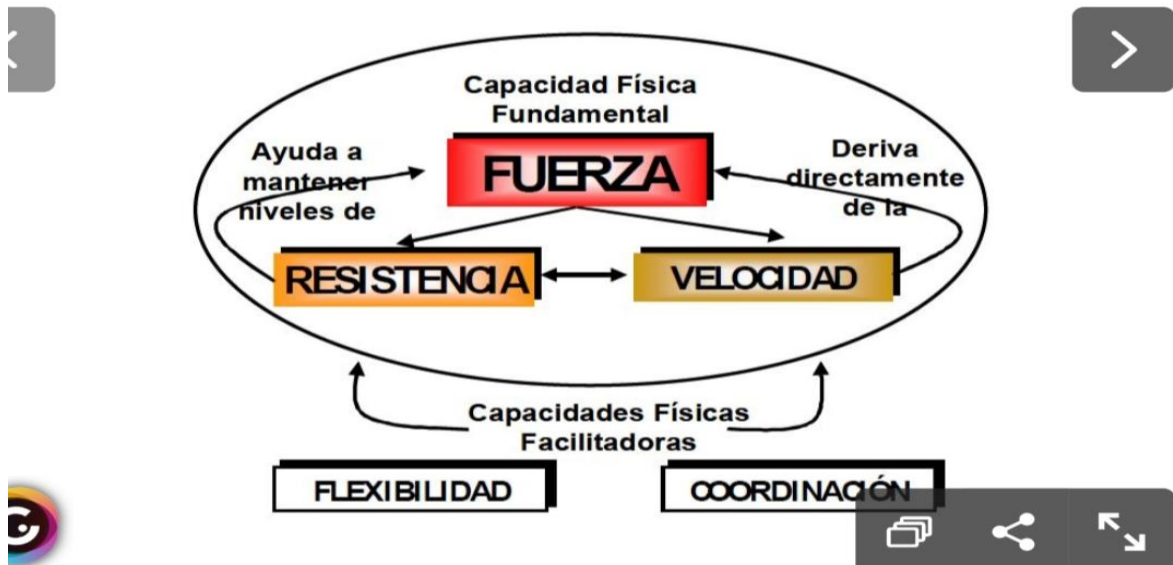 Capacidad Física
Fundamental
FUERZA
Ayuda a
mantener
niveles de
Deriva
directamente
de la
RESISTENCIA
VELOCIDAD
Capacidades Físicas
Facilitadoras
FLEXIBILIDAD
COORDINACIÓN